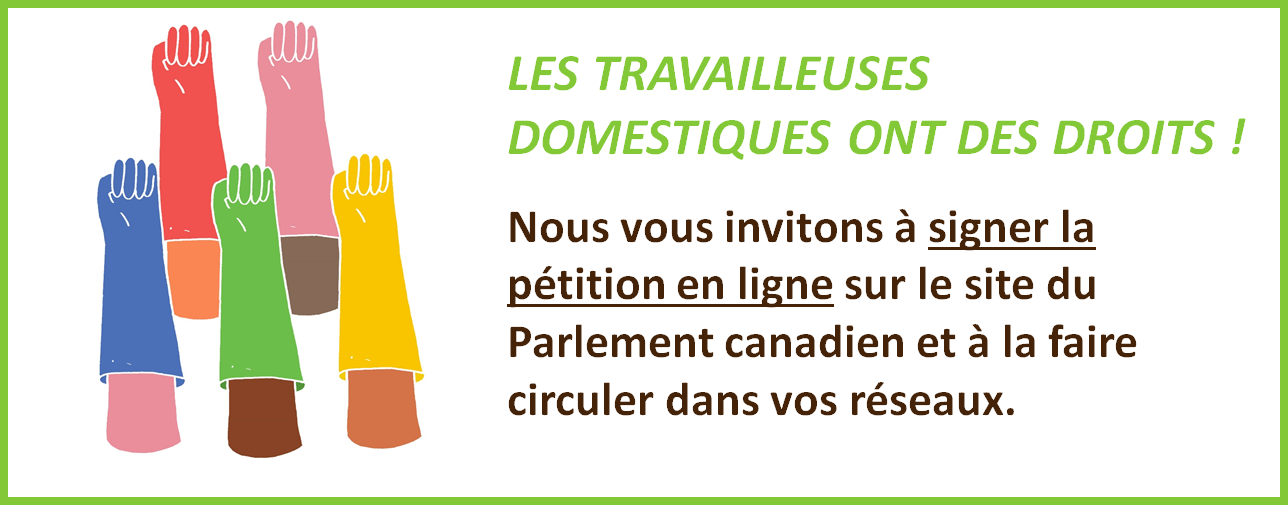 LES TRAVAILLEUSES
DOMESTIQUES ONT DES DROITS !
Nous vous invitons à signer la
pétition en ligne sur le site du
Parlement canadien et à la faire
circuler dans vos réseaux.